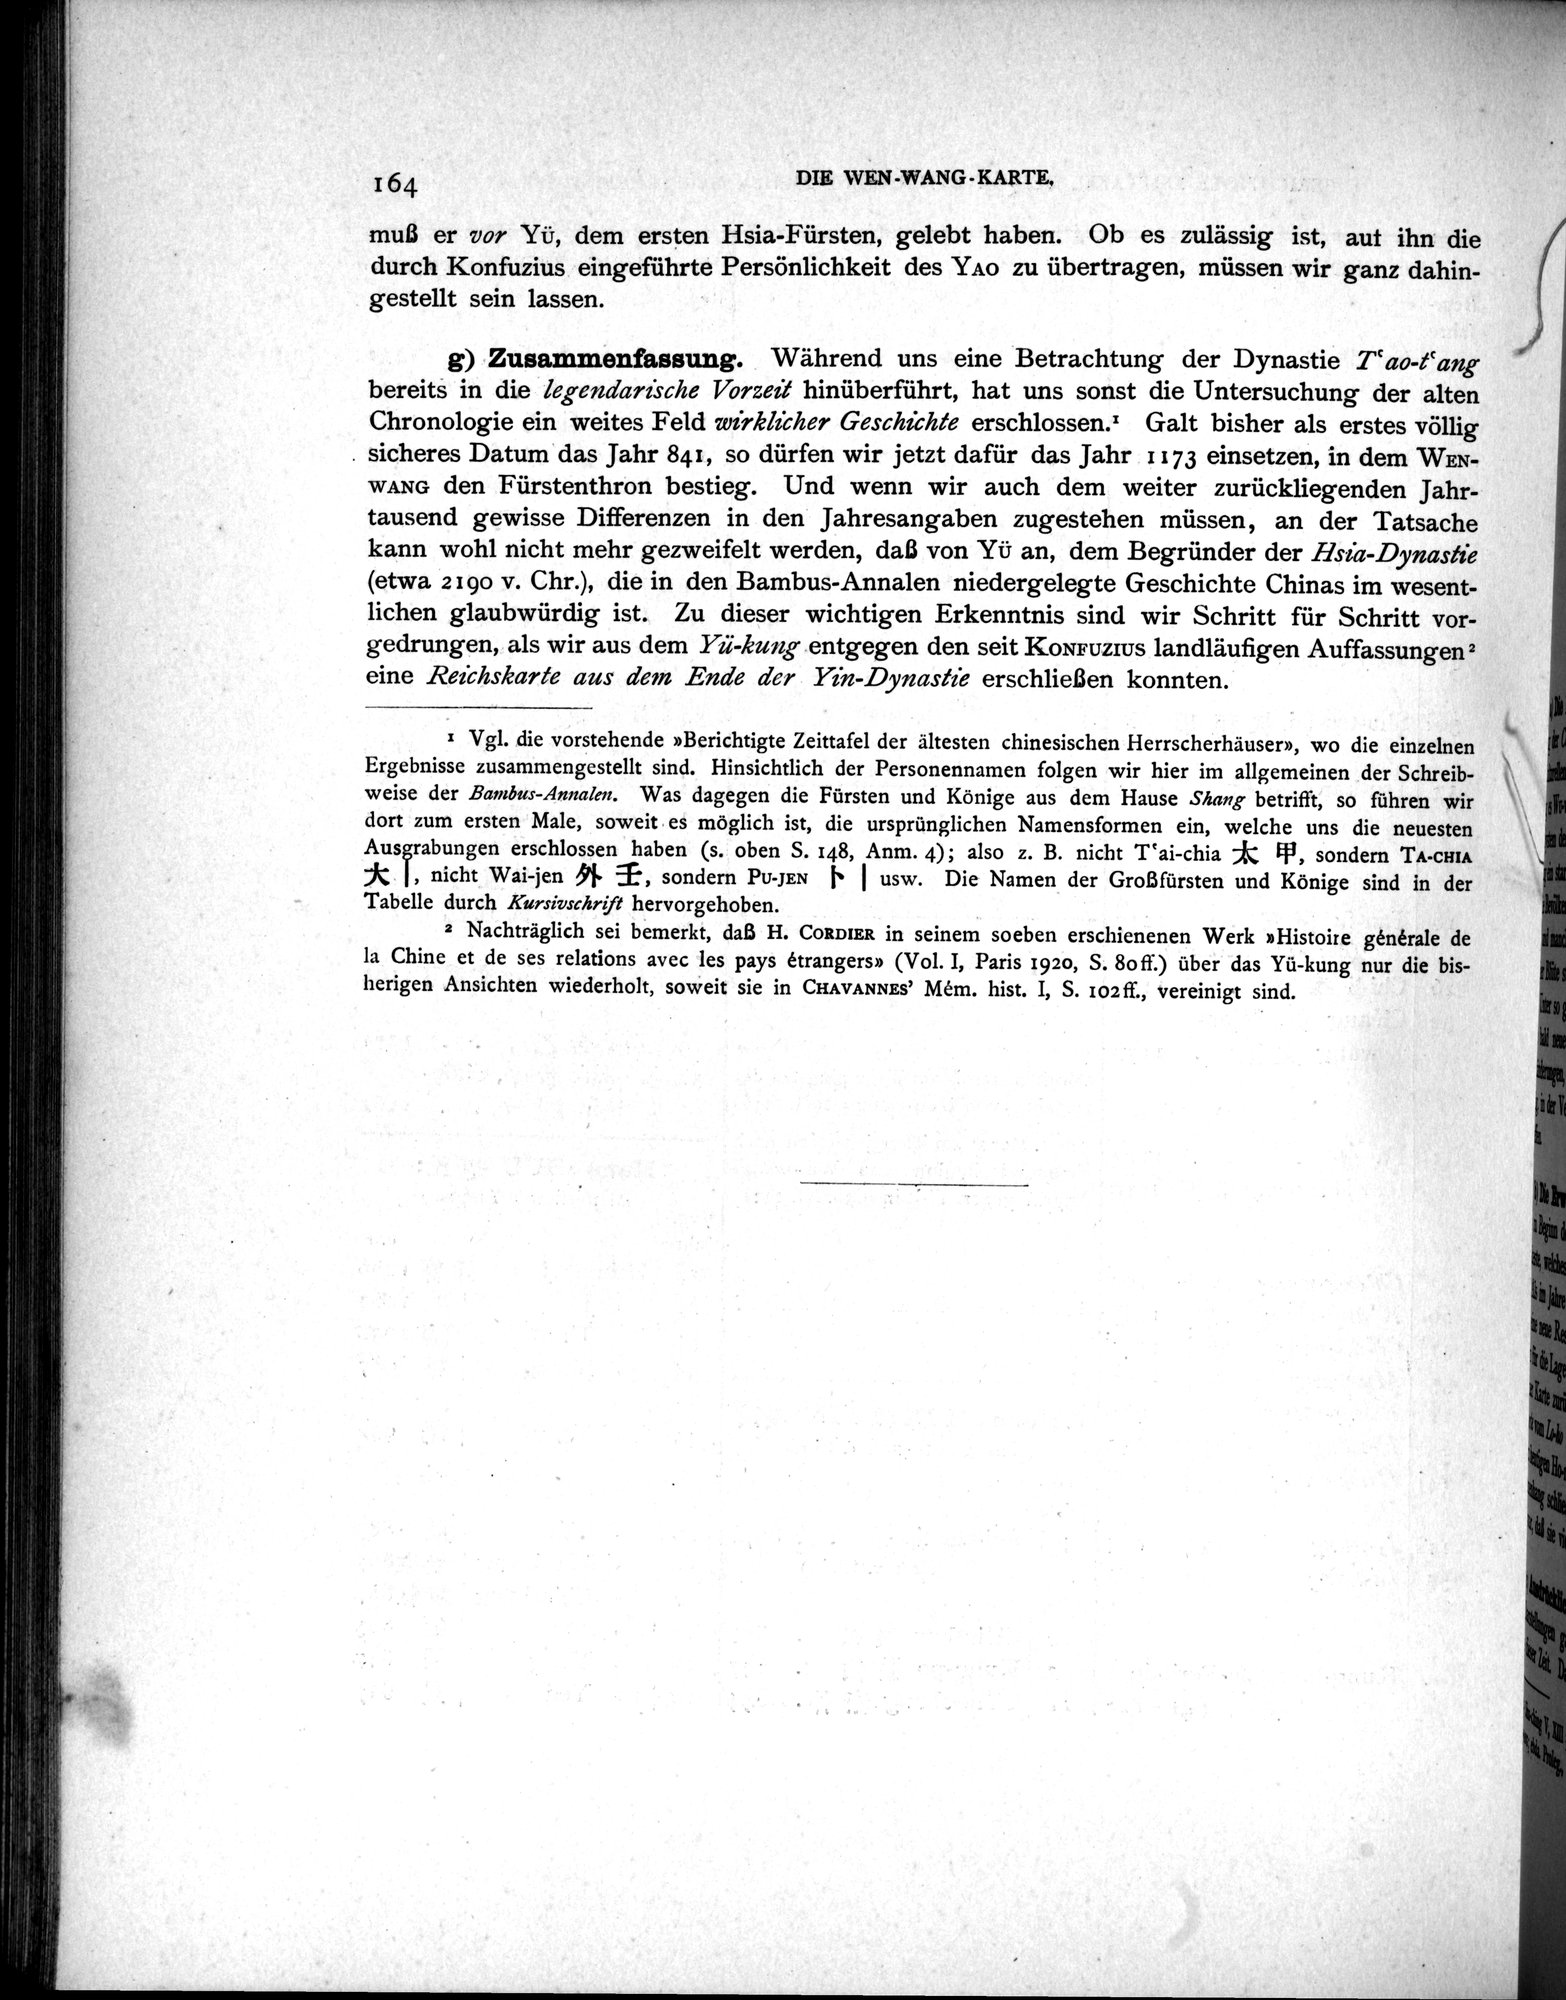 164 DIE WEN-WANG-KARTE.
muß er vor Yü, dem ersten Hsia-Fürsten, gelebt haben. Ob es zulässig ist, auf ihn die
durch Konfuzius eingeführte Persönlichkeit des Yao zu übertragen, müssen wir ganz dahin-
gestellt sein lassen.
g) Zusammenfassung. Während uns eine Betrachtung der Dynastie Tʻao-tʻang
bereits in die legendarische Vorzeit hinüberführt, hat uns sonst die Untersuchung der alten
Chronologie ein weites Feld wirklicher Geschichte erschlossen.¹ Galt bisher als erstes völlig
sicheres Datum das Jahr 841, so dürfen wir jetzt dafür das Jahr 1173 einsetzen, in dem Wen-
wang den Fürstenthron bestieg. Und wenn wir auch dem weiter zurückliegenden Jahr-
tausend gewisse Differenzen in den Jahresangaben zugestehen müssen, an der Tatsache
kann wohl nicht mehr gezweifelt werden, daß von Yü an, dem Begründer der Hsia-Dynastie
(etwa 2190 v. Chr.), die in den Bambus-Annalen niedergelegte Geschichte Chinas im wesent-
lichen glaubwürdig ist. Zu dieser wichtigen Erkenntnis sind wir Schritt für Schritt vor-
gedrungen, als wir aus dem Yü-kung entgegen den seit Konfuzius landläufigen Auffassungen²
eine Reichskarte aus dem Ende der Yin-Dynastie erschließen konnten.
¹ Vgl. die vorstehende »Berichtigte Zeittafel der ältesten chinesischen Herrscherhäuser», wo die einzelnen
Ergebnisse zusammengestellt sind. Hinsichtlich der Personennamen folgen wir hier im allgemeinen der Schreib-
weise der Bambus-Annalen. Was dagegen die Fürsten und Könige aus dem Hause Shang betrifft, so führen wir
dort zum ersten Male, soweit es möglich ist, die ursprünglichen Namensformen ein, welche uns die neuesten
Ausgrabungen erschlossen haben (s. oben S. 148, Anm. 4); also z. B. nicht Tʻai-chia 太 甲, sondern Ta-chia
大 |, nicht Wai-jen 外 壬, sondern Pu-jen 卜 | usw. Die Namen der Großfürsten und Könige sind in der
Tabelle durch Kursivschrift hervorgehoben.
² Nachträglich sei bemerkt, daß H. Cordier in seinem soeben erschienenen Werk »Histoire générale de
la Chine et de ses relations avec les pays étrangers» (Vol. I, Paris 1920, S. 80ff.) über das Yü-kung nur die bis-
herigen Ansichten wiederholt, soweit sie in Chavannes' Mém. hist. I, S. 102ff., vereinigt sind.